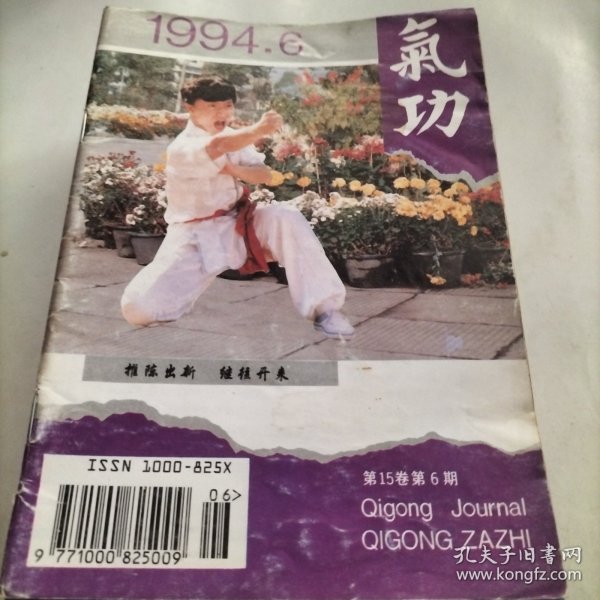 1994.6
氣功
推陈出新 继往开来
ISSN 1000-825X
06>
9 771000 825009
第15卷第6期
Qigong Journal
QIGONG ZAZHI
孔夫子旧书网
www.kongfz.com